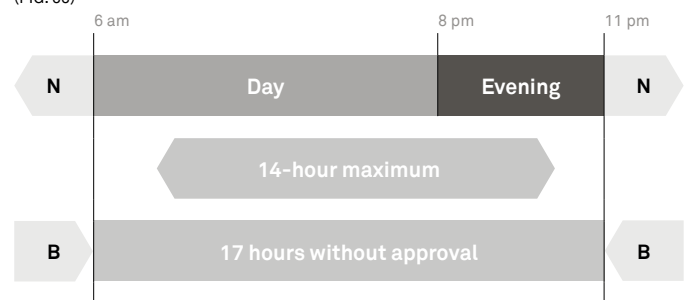 6 am 8 pm 11 pm
N Day Evening N
14-hour maximum
B 17 hours without approval B